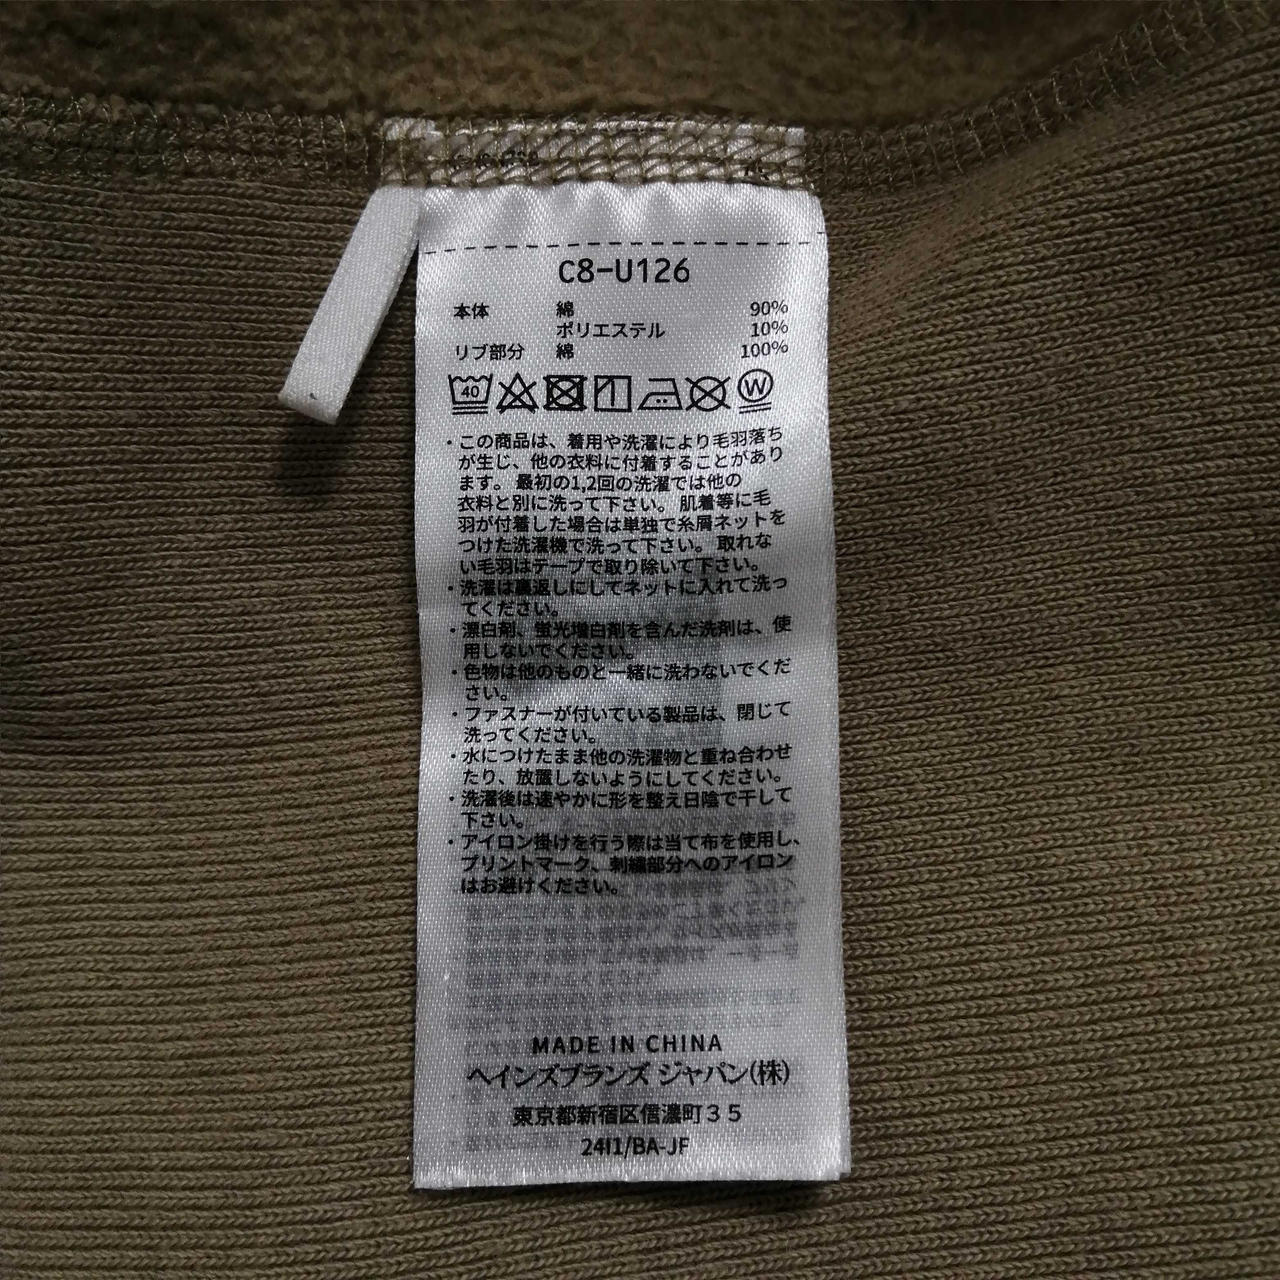 C8-U126
本体 綿 90%
ポリエステル 10%
リブ部分 綿 100%
40 W
・この商品は、着用や洗濯により毛羽落ち
が生じ、他の衣料に付着することがあり
ます。最初の1,2回の洗濯では他の
衣料と別に洗って下さい。肌着等に毛
羽が付着した場合は単独で糸屑ネットを
つけた洗濯機で洗って下さい。取れな
い毛羽はテープで取り除いて下さい。
・洗濯は裏返しにしてネットに入れて洗っ
てください。
・漂白剤、蛍光増白剤を含んだ洗剤は、使
用しないでください。
・色物は他のものと一緒に洗わないでくだ
さい。
・ファスナーが付いている製品は、閉じて
洗ってください。
・水につけたまま他の洗濯物と重ね合わせ
たり、放置しないようにしてください。
・洗濯後は速やかに形を整え日陰で干して
下さい。
・アイロン掛けを行う際は当て布を使用し、
プリントマーク、刺繍部分へのアイロン
はお避けください。
MADE IN CHINA
ヘインズブランズ ジャパン(株)
東京都新宿区信濃町３５
24I1/BA-JF